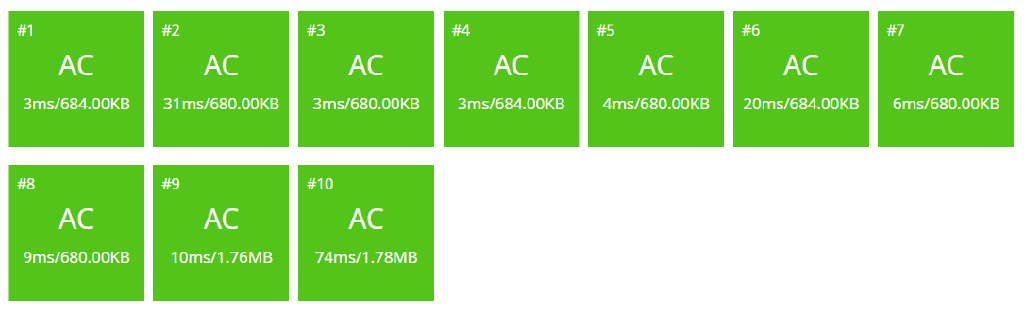 #1 #2 #3 #4 #5 #6 #7
AC AC AC AC AC AC AC
3ms/684.00KB 31ms/680.00KB 3ms/680.00KB 3ms/684.00KB 4ms/680.00KB 20ms/684.00KB 6ms/680.00KB
#8 #9 #10
AC AC AC
9ms/680.00KB 10ms/1.76MB 74ms/1.78MB